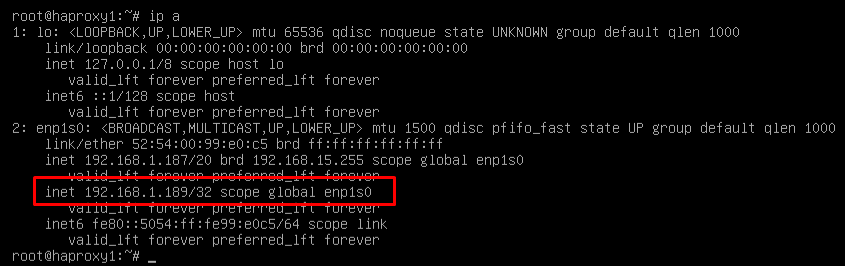 root@haproxy1:~# ip a
1: lo: <LOOPBACK,UP,LOWER_UP> mtu 65536 qdisc noqueue state UNKNOWN group default qlen 1000
link/loopback 00:00:00:00:00:00 brd 00:00:00:00:00:00
inet 127.0.0.1/8 scope host lo
valid_lft forever preferred_lft forever
inet6 ::1/128 scope host
valid_lft forever preferred_lft forever
2: enp1s0: <BROADCAST,MULTICAST,UP,LOWER_UP> mtu 1500 qdisc pfifo_fast state UP group default qlen 1000
link/ether 52:54:00:99:e0:c5 brd ff:ff:ff:ff:ff:ff
inet 192.168.1.187/20 brd 192.168.15.255 scope global enp1s0
valid_lft forever preferred_lft forever
inet 192.168.1.189/32 scope global enp1s0
valid_lft forever preferred_lft forever
inet6 fe80::5054:ff:fe99:e0c5/64 scope link
valid_lft forever preferred_lft forever
root@haproxy1:~# _